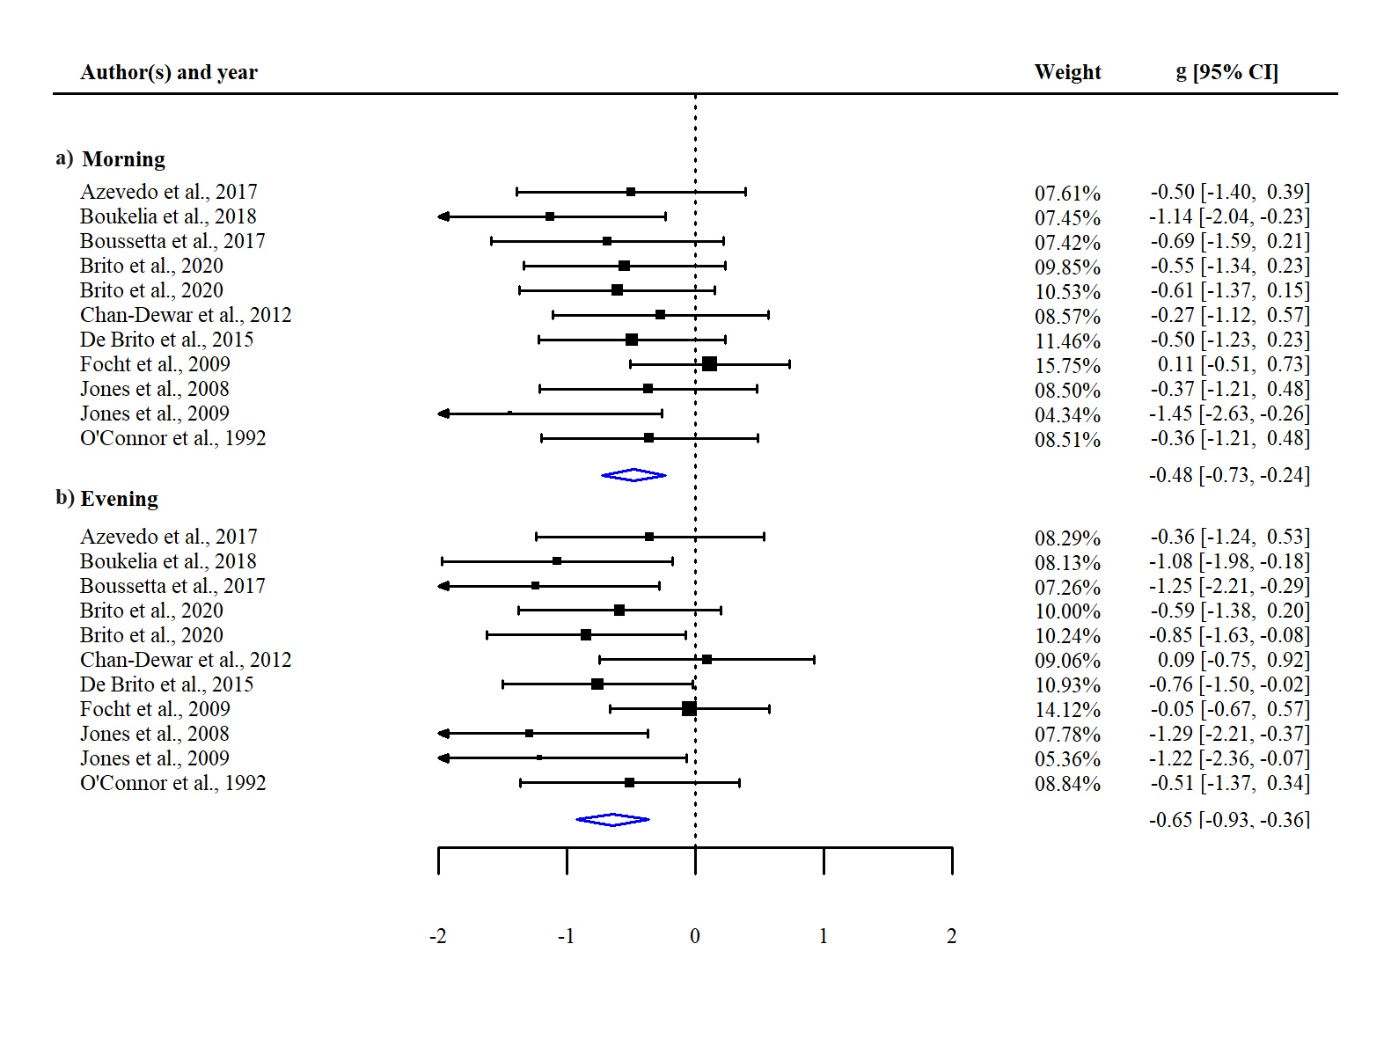 Author(s) and year Weight g [95% CI]
a) Morning
Azevedo et al., 2017 07.61% -0.50 [-1.40, 0.39]
Boukelia et al., 2018 07.45% -1.14 [-2.04, -0.23]
Boussetta et al., 2017 07.42% -0.69 [-1.59, 0.21]
Brito et al., 2020 09.85% -0.55 [-1.34, 0.23]
Brito et al., 2020 10.53% -0.61 [-1.37, 0.15]
Chan-Dewar et al., 2012 08.57% -0.27 [-1.12, 0.57]
De Brito et al., 2015 11.46% -0.50 [-1.23, 0.23]
Focht et al., 2009 15.75% 0.11 [-0.51, 0.73]
Jones et al., 2008 08.50% -0.37 [-1.21, 0.48]
Jones et al., 2009 04.34% -1.45 [-2.63, -0.26]
O'Connor et al., 1992 08.51% -0.36 [-1.21, 0.48]
-0.48 [-0.73, -0.24]
b) Evening
Azevedo et al., 2017 08.29% -0.36 [-1.24, 0.53]
Boukelia et al., 2018 08.13% -1.08 [-1.98, -0.18]
Boussetta et al., 2017 07.26% -1.25 [-2.21, -0.29]
Brito et al., 2020 10.00% -0.59 [-1.38, 0.20]
Brito et al., 2020 10.24% -0.85 [-1.63, -0.08]
Chan-Dewar et al., 2012 09.06% 0.09 [-0.75, 0.92]
De Brito et al., 2015 10.93% -0.76 [-1.50, -0.02]
Focht et al., 2009 14.12% -0.05 [-0.67, 0.57]
Jones et al., 2008 07.78% -1.29 [-2.21, -0.37]
Jones et al., 2009 05.36% -1.22 [-2.36, -0.07]
O'Connor et al., 1992 08.84% -0.51 [-1.37, 0.34]
-0.65 [-0.93, -0.36]
-2 -1 0 1 2